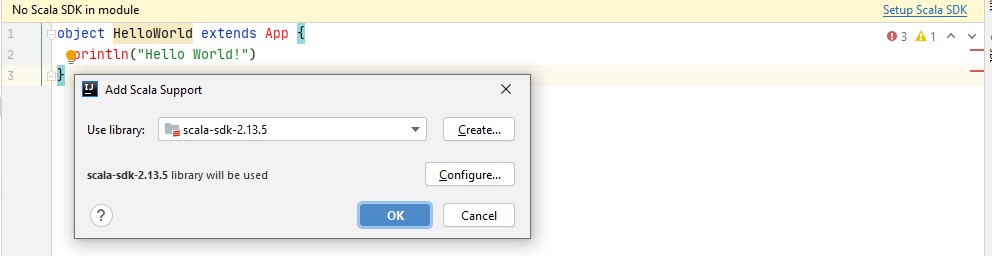 No Scala SDK in module
Setup Scala SDK
1 object HelloWorld extends App {
3 1
2 println("Hello World!")
3 }
IJ Add Scala Support
Use library: scala-sdk-2.13.5 Create...
scala-sdk-2.13.5 library will be used Configure...
? OK Cancel